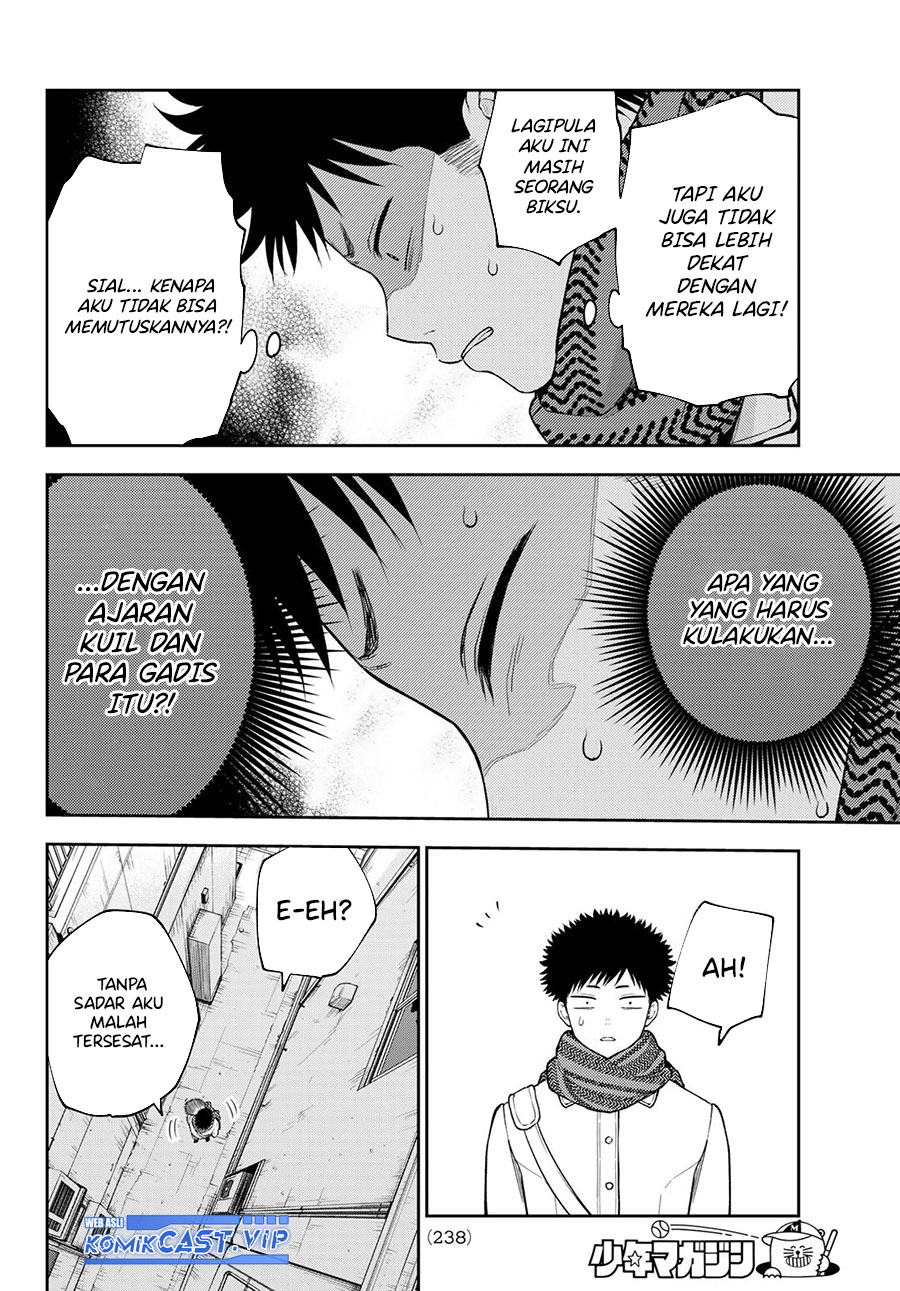 TAPI AKU
JUGA TIDAK
BISA LEBIH
DEKAT
DENGAN
MEREKA LAGI!
LAGIPULA
AKU INI
MASIH
SEORANG
BIKSU.
SIAL... KENAPA
AKU TIDAK BISA
MEMUTUSKANNYA?!
APA YANG
YANG HARUS
KULAKUKAN...
...DENGAN
AJARAN
KUIL DAN
PARA GADIS
ITU?!
AH!
E-EH?
TANPA
SADAR AKU
MALAH
TERSESAT...
WEB ASLI
KOMIKCAST.VIP
(238)
少年マガジン
M